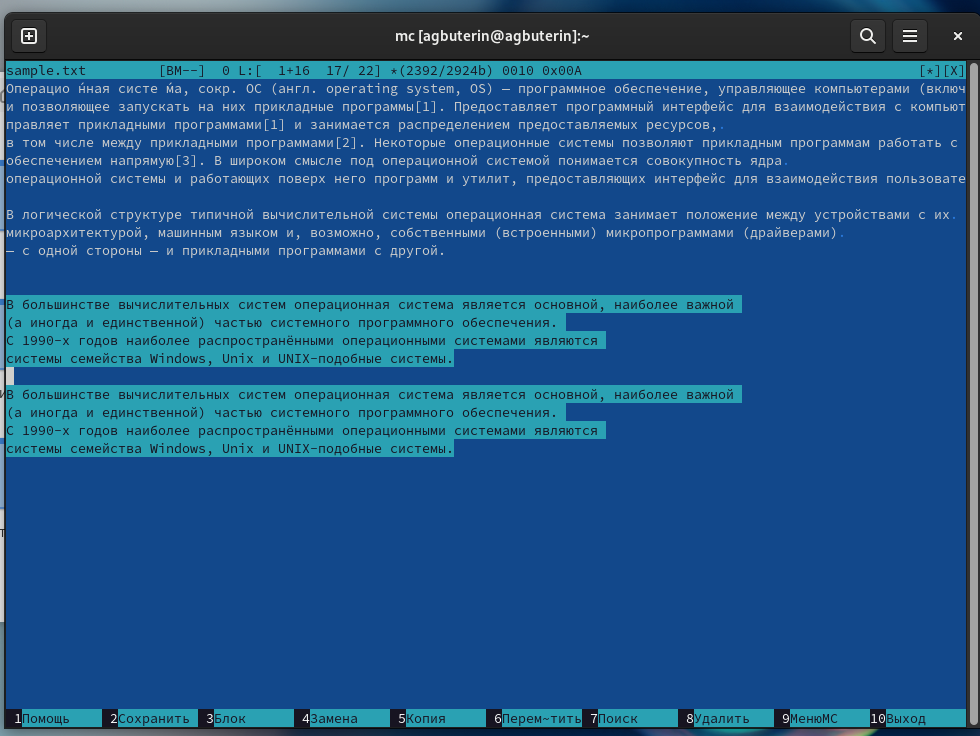 mc [agbuterin@agbuterin]:~
sample.txt [BM--] 0 L:[ 1+16 17/ 22] *(2392/2924b) 0010 0x00A [*][X]
Операцио́нная систе́ма, сокр. ОС (англ. operating system, OS) — программное обеспечение, управляющее компьютерами (включ
и позволяющее запускать на них прикладные программы[1]. Предоставляет программный интерфейс для взаимодействия с компьют
правляет прикладными программами[1] и занимается распределением предоставляемых ресурсов,.
в том числе между прикладными программами[2]. Некоторые операционные системы позволяют прикладным программам работать с
обеспечением напрямую[3]. В широком смысле под операционной системой понимается совокупность ядра.
операционной системы и работающих поверх него программ и утилит, предоставляющих интерфейс для взаимодействия пользовате
В логической структуре типичной вычислительной системы операционная система занимает положение между устройствами с их.
микроархитектурой, машинным языком и, возможно, собственными (встроенными) микропрограммами (драйверами).
— с одной стороны — и прикладными программами с другой.
В большинстве вычислительных систем операционная система является основной, наиболее важной
(а иногда и единственной) частью системного программного обеспечения.
С 1990-х годов наиболее распространёнными операционными системами являются
системы семейства Windows, Unix и UNIX-подобные системы.
В большинстве вычислительных систем операционная система является основной, наиболее важной
(а иногда и единственной) частью системного программного обеспечения.
С 1990-х годов наиболее распространёнными операционными системами являются
системы семейства Windows, Unix и UNIX-подобные системы.
1Помощь 2Сохранить 3Блок 4Замена 5Копия 6Перем~тить 7Поиск 8Удалить 9МенюМС 10Выход